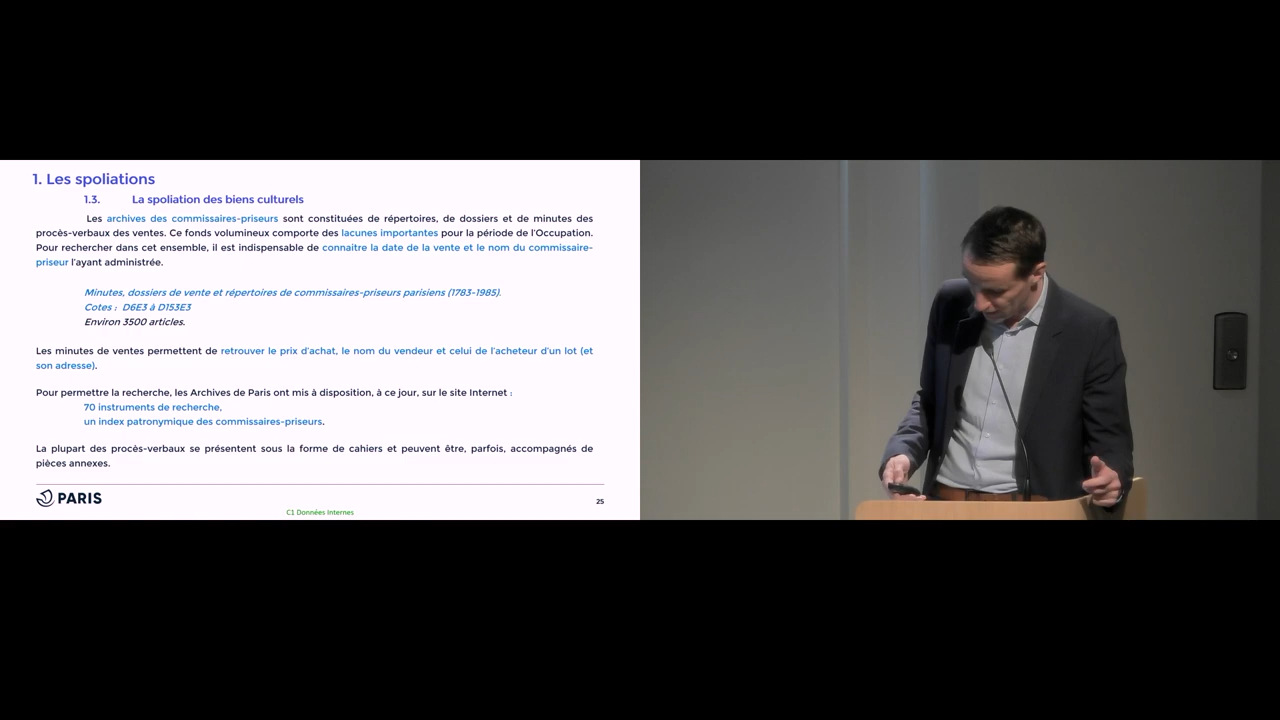 1. Les spoliations
1.3. La spoliation des biens culturels
Les archives des commissaires-priseurs sont constituées de répertoires, de dossiers et de minutes des
procès-verbaux des ventes. Ce fonds volumineux comporte des lacunes importantes pour la période de l'Occupation.
Pour rechercher dans cet ensemble, il est indispensable de connaitre la date de la vente et le nom du commissaire-
priseur l'ayant administrée.
Minutes, dossiers de vente et répertoires de commissaires-priseurs parisiens (1783-1985).
Cotes : D6E3 à D153E3
Environ 3500 articles.
Les minutes de ventes permettent de retrouver le prix d'achat, le nom du vendeur et celui de l'acheteur d'un lot (et
son adresse).
Pour permettre la recherche, les Archives de Paris ont mis à disposition, à ce jour, sur le site Internet :
70 instruments de recherche,
un index patronymique des commissaires-priseurs.
La plupart des procès-verbaux se présentent sous la forme de cahiers et peuvent être, parfois, accompagnés de
pièces annexes.
PARIS
25
C1 Données Internes